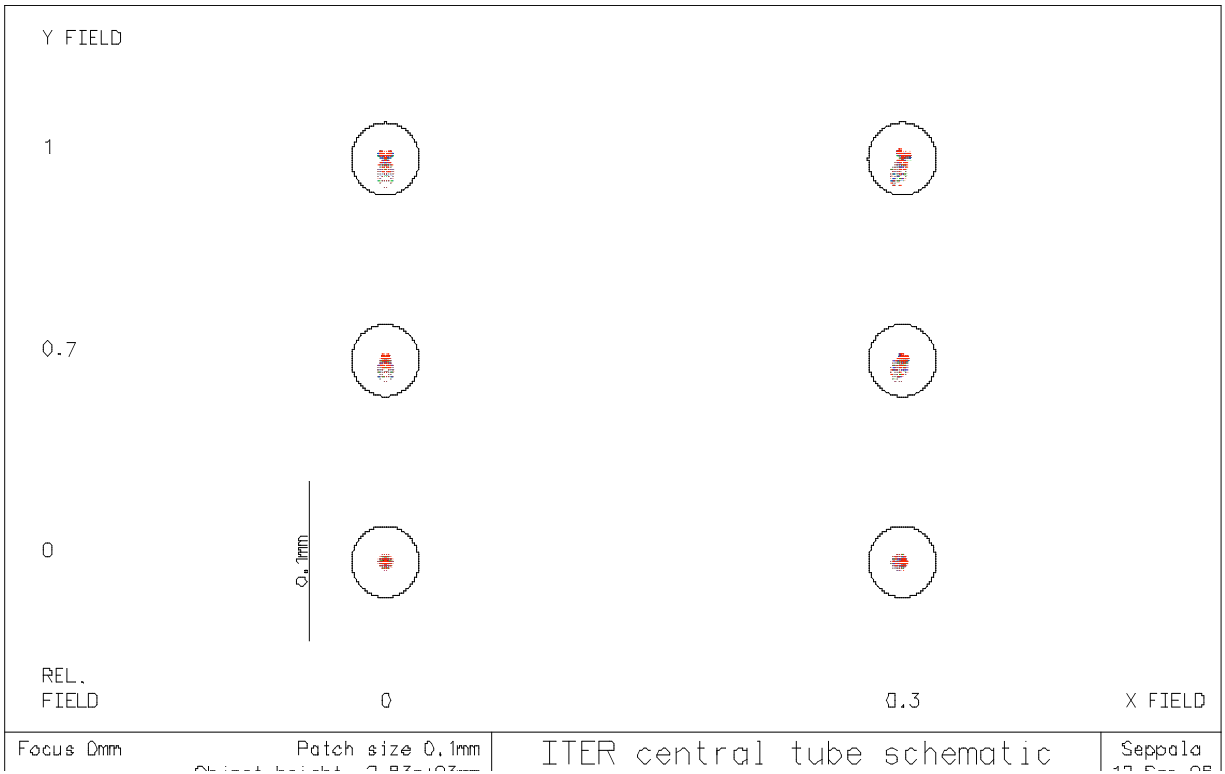 Y FIELD
1
0.7
0
0.1mm
REL.
FIELD
0
0.3
X FIELD
Focus 0mm
Patch size 0.1mm
ITER central tube schematic
Seppala